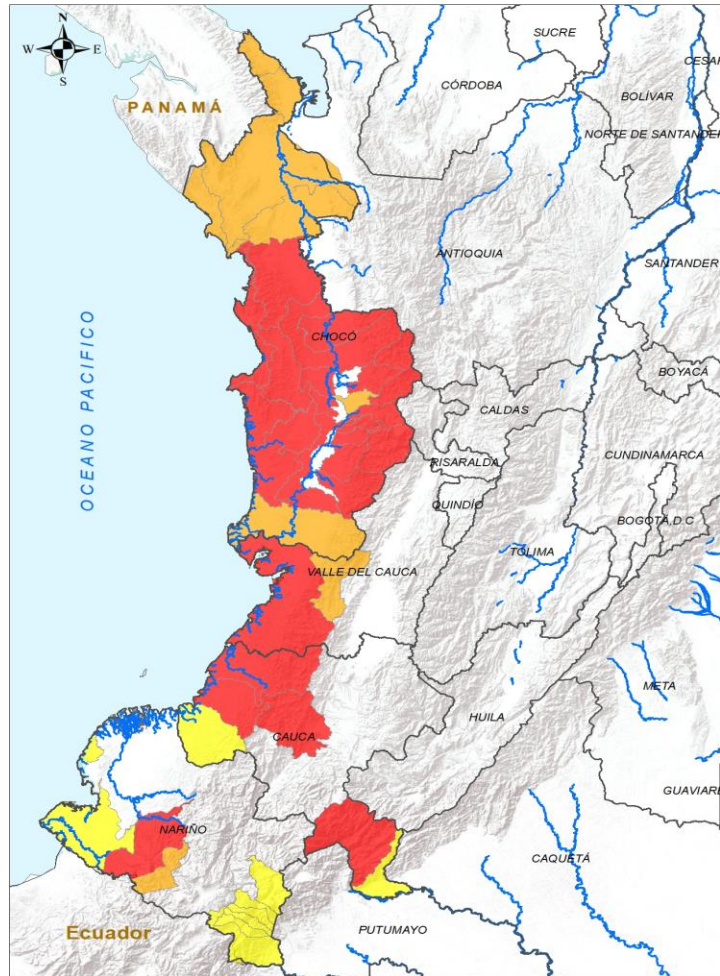 N
W E
S
SUCRE
CESAR
CÓRDOBA
BOLÍVAR
PANAMÁ
NORTE DE SANTANDER
ANTIOQUIA
SANTANDER
CHOCÓ
BOYACÁ
CALDAS
OCEANO PACIFICO
CUNDINAMARCA
RISARALDA
QUINDÍO
BOGOTÁ,D.C
TOLIMA
VALLE DEL CAUCA
META
HUILA
CAUCA
GUAVIARE
NARIÑO
CAQUETÁ
Ecuador
PUTUMAYO